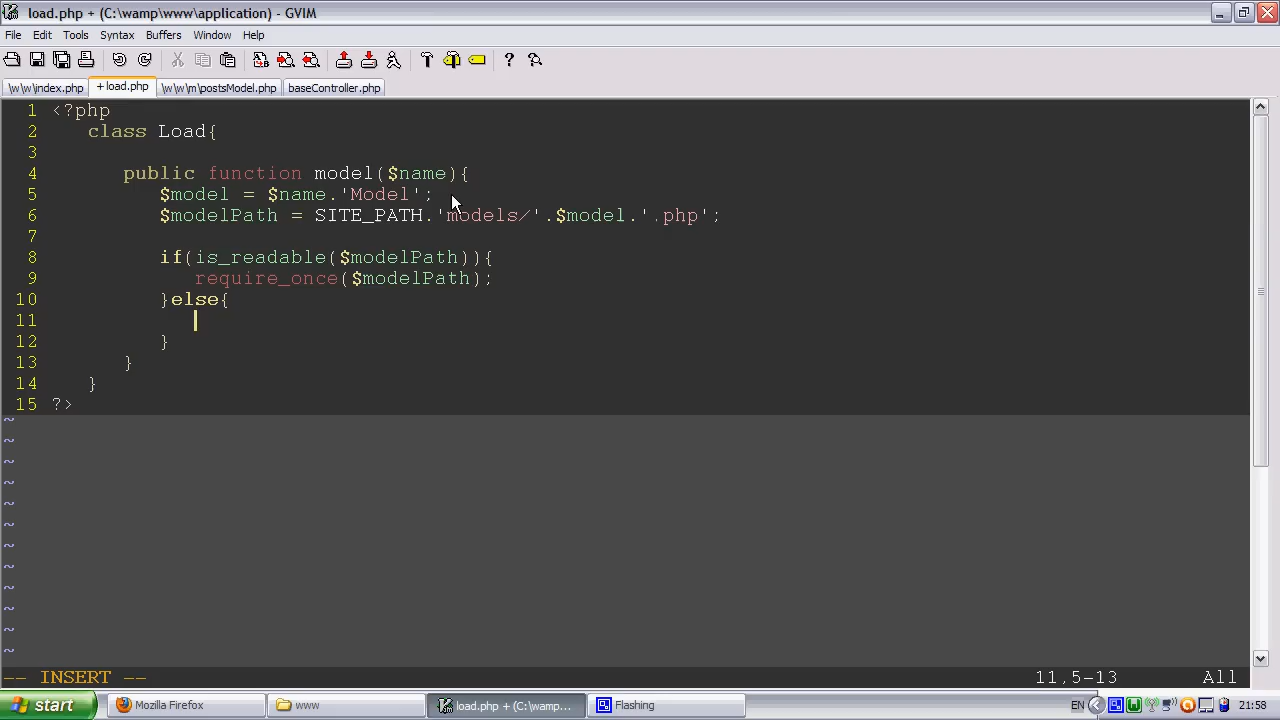 load.php + (C:\wamp\www\application) - GVIM
File Edit Tools Syntax Buffers Window Help
\w\w\index.php + load.php \w\w\m\postsModel.php baseController.php
1 <?php
2 class Load{
3
4 public function model($name){
5 $model = $name.'Model';
6 $modelPath = SITE_PATH.'models/'.$model.'.php';
7
8 if(is_readable($modelPath)){
9 require_once($modelPath);
10 }else{
11
12 }
13 }
14 }
15 ?>
~
~
~
~
~
~
~
~
~
~
~
~
-- INSERT -- 11,5-13 All
start Mozilla Firefox www load.php + (C:\wamp... Flashing EN 21:58